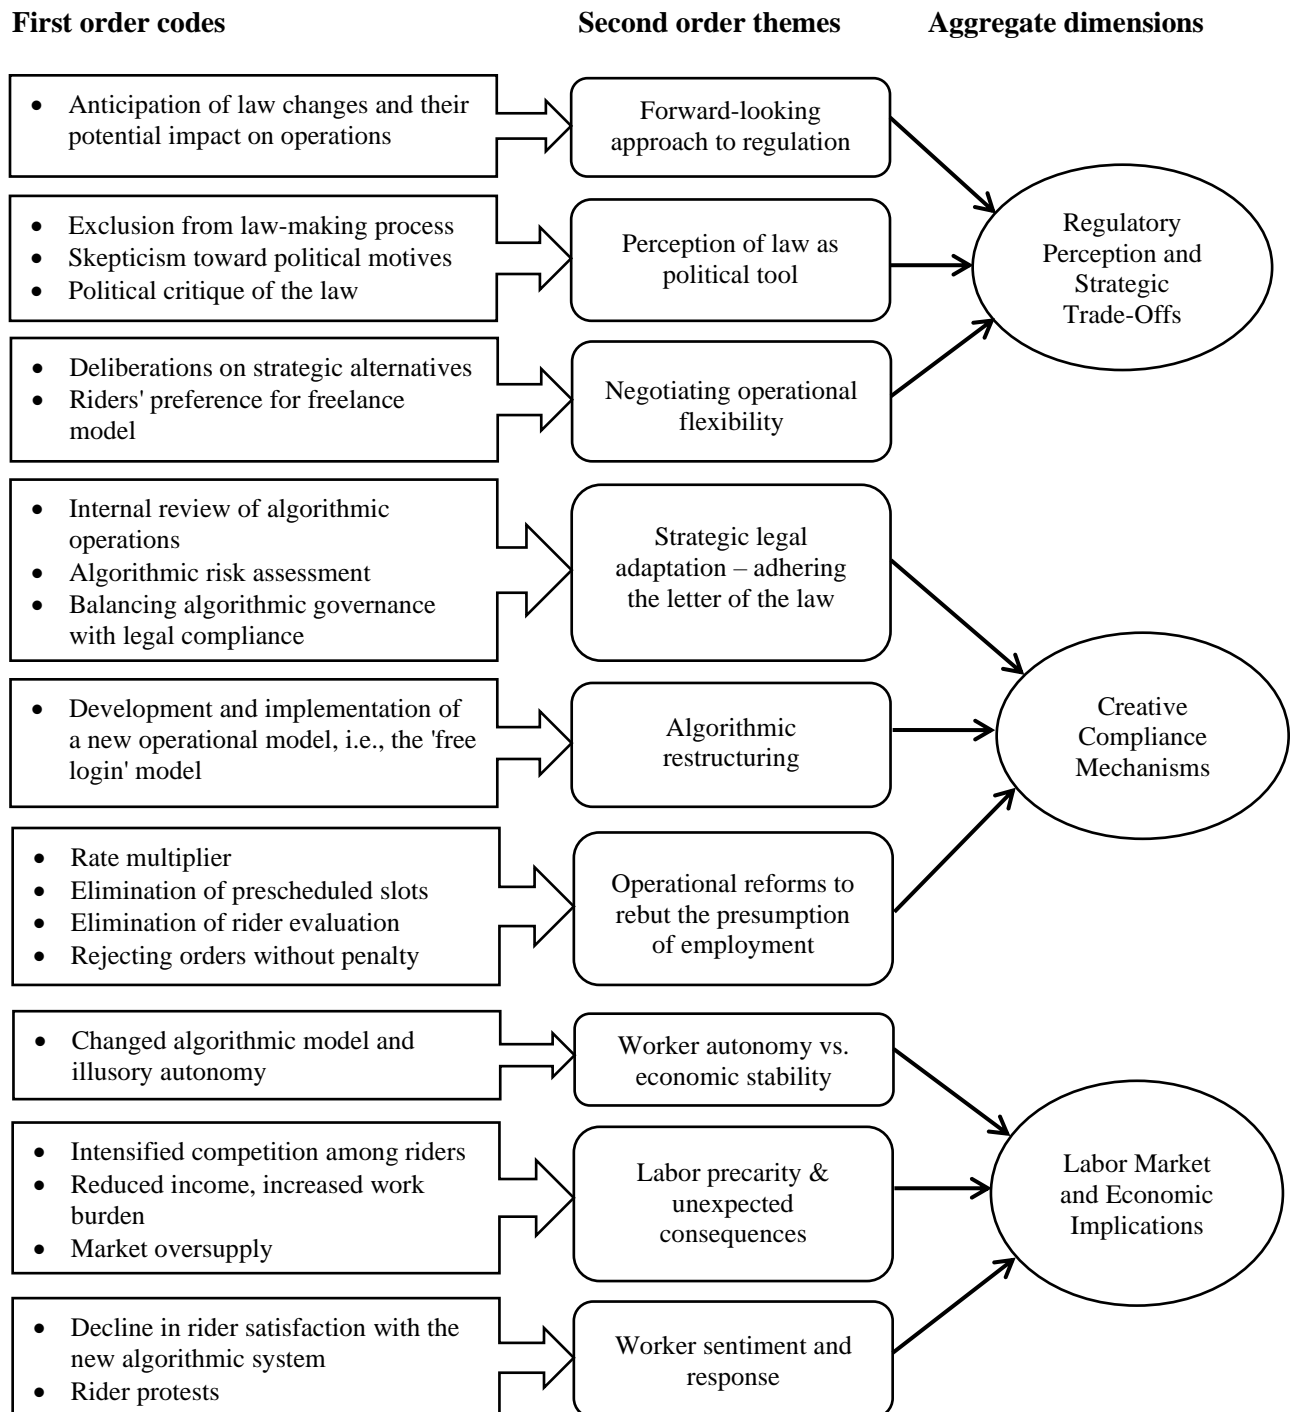 First order codes
Second order themes
Aggregate dimensions
• Anticipation of law changes and their
potential impact on operations
Forward-looking
approach to regulation
• Exclusion from law-making process
• Skepticism toward political motives
• Political critique of the law
Perception of law as
political tool
• Deliberations on strategic alternatives
• Riders' preference for freelance
model
Negotiating operational
flexibility
Regulatory
Perception and
Strategic
Trade-Offs
• Internal review of algorithmic
operations
• Algorithmic risk assessment
• Balancing algorithmic governance
with legal compliance
Strategic legal
adaptation – adhering
the letter of the law
• Development and implementation of
a new operational model, i.e., the 'free
login' model
Algorithmic
restructuring
• Rate multiplier
• Elimination of prescheduled slots
• Elimination of rider evaluation
• Rejecting orders without penalty
Operational reforms to
rebut the presumption
of employment
Creative
Compliance
Mechanisms
• Changed algorithmic model and
illusory autonomy
Worker autonomy vs.
economic stability
• Intensified competition among riders
• Reduced income, increased work
burden
• Market oversupply
Labor precarity &
unexpected
consequences
• Decline in rider satisfaction with the
new algorithmic system
• Rider protests
Worker sentiment and
response
Labor Market
and Economic
Implications